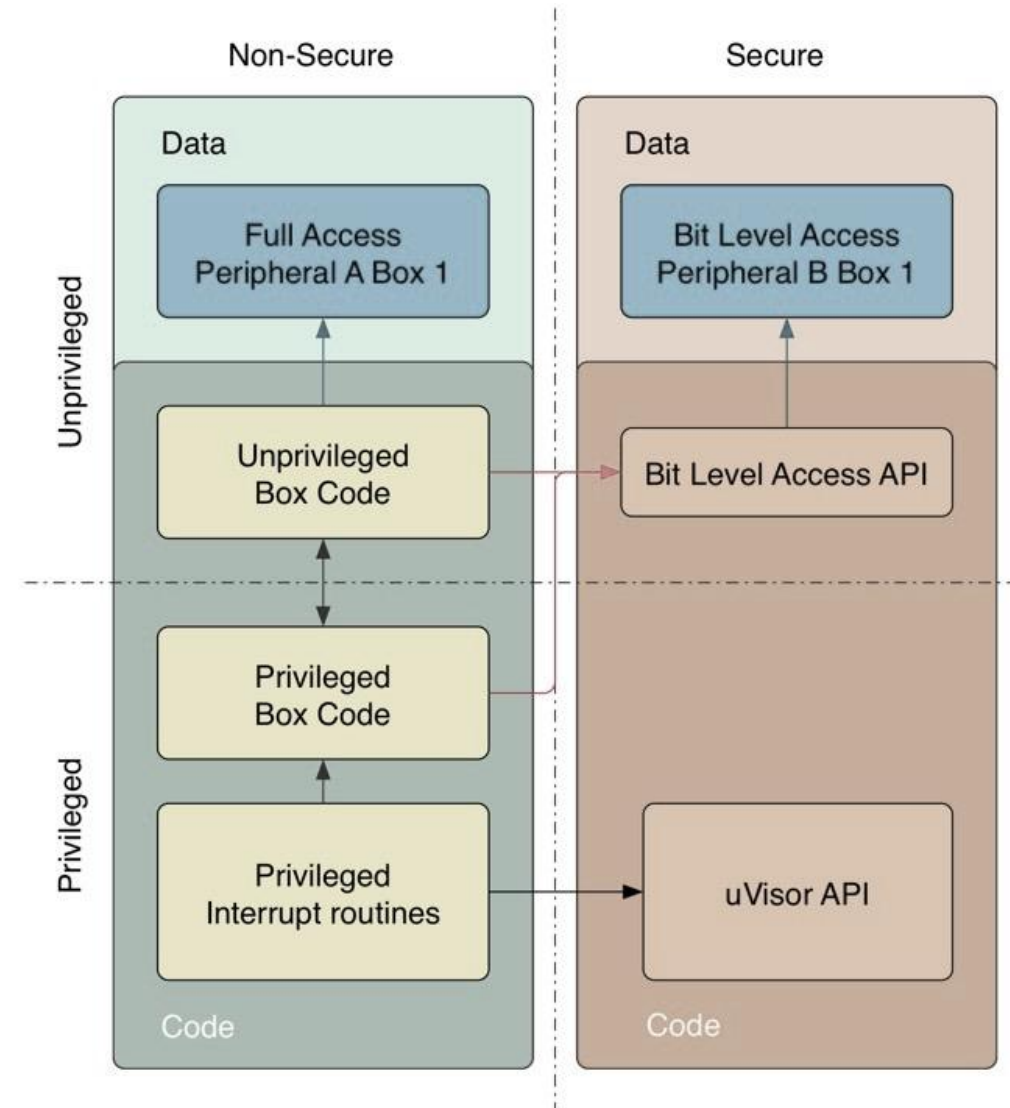 Non-Secure
Secure
Data
Data
Full Access
Peripheral A Box 1
Bit Level Access
Peripheral B Box 1
Unprivileged
Unprivileged
Box Code
Bit Level Access API
Privileged
Box Code
Privileged
Privileged
Interrupt routines
uVisor API
Code
Code